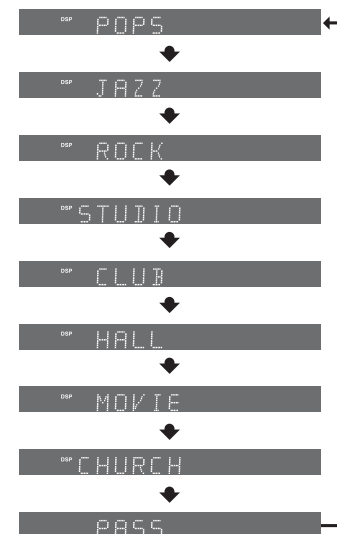 DSP POPS
DSP JAZZ
DSP ROCK
DSP STUDIO
DSP CLUB
DSP HALL
DSP MOVIE
DSP CHURCH
PASS